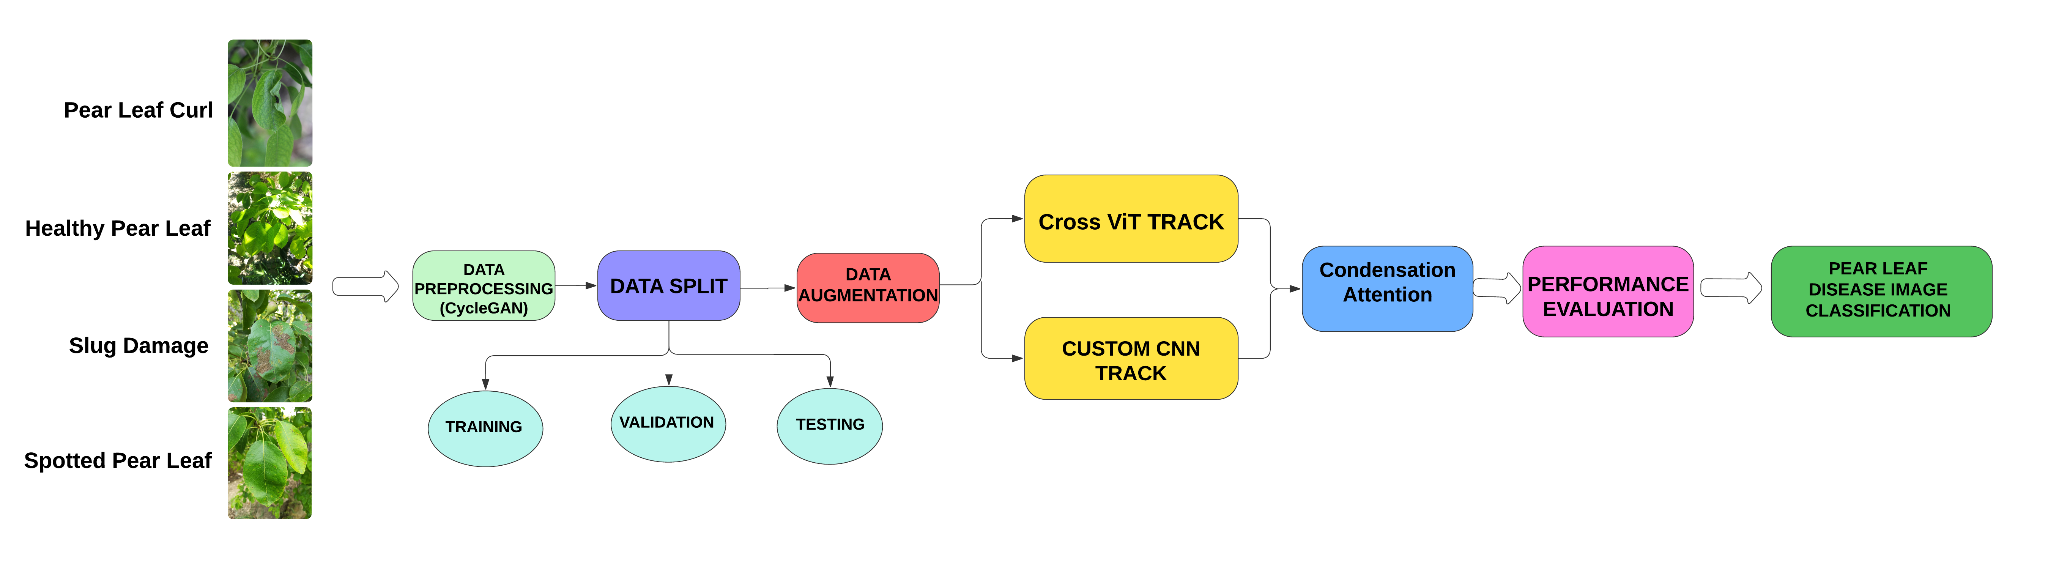 Pear Leaf Curl
Healthy Pear Leaf
Slug Damage
Spotted Pear Leaf
DATA
PREPROCESSING
(CycleGAN)
DATA SPLIT
TRAINING
VALIDATION
TESTING
DATA
AUGMENTATION
Cross ViT TRACK
CUSTOM CNN
TRACK
Condensation
Attention
PERFORMANCE
EVALUATION
PEAR LEAF
DISEASE IMAGE
CLASSIFICATION